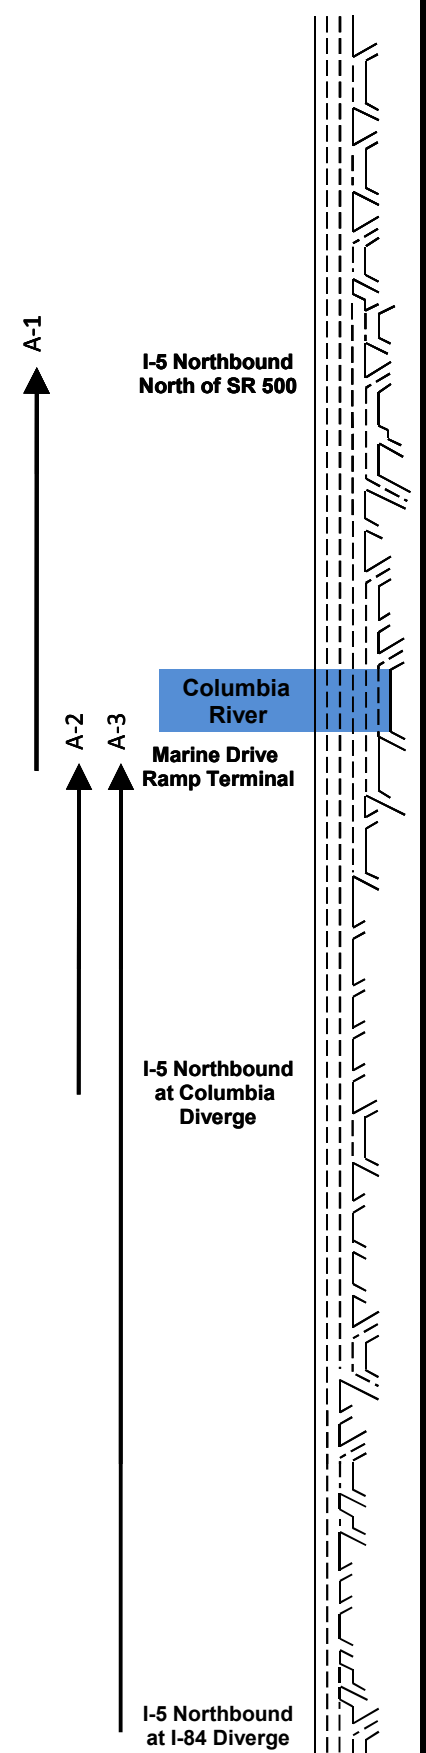 A-1
I-5 Northbound
North of SR 500
Columbia
River
A-2
A-3
Marine Drive
Ramp Terminal
I-5 Northbound
at Columbia
Diverge
I-5 Northbound
at I-84 Diverge